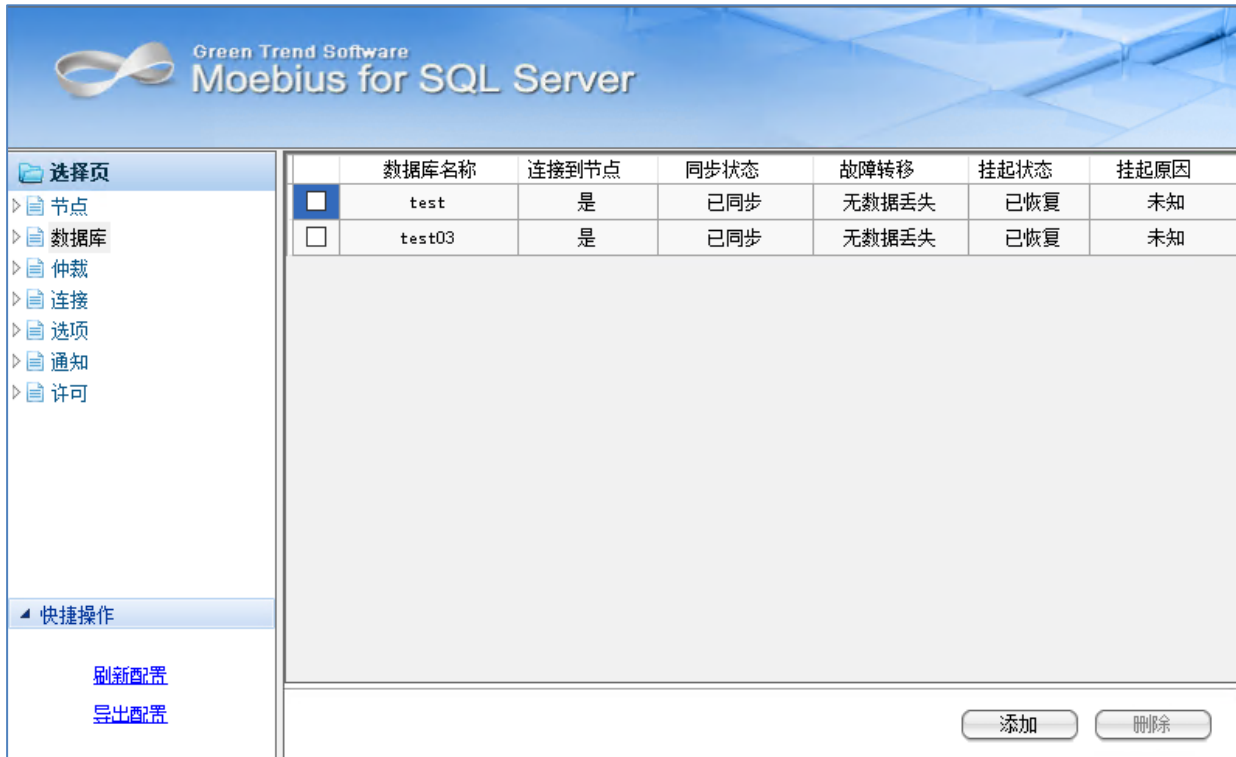 Green Trend Software
Moebius for SQL Server
选择页
节点
数据库
仲裁
连接
选项
通知
许可
快捷操作
刷新配置
导出配置
数据库名称 连接到节点 同步状态 故障转移 挂起状态 挂起原因
test 是 已同步 无数据丢失 已恢复 未知
test03 是 已同步 无数据丢失 已恢复 未知
添加 删除